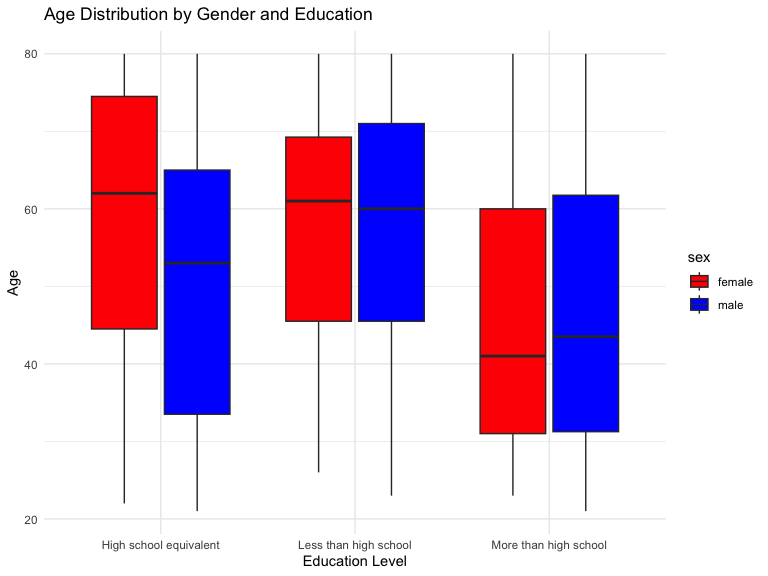 Age Distribution by Gender and Education
80
60
40
20
Age
High school equivalent
Less than high school
More than high school
Education Level
sex
female
male